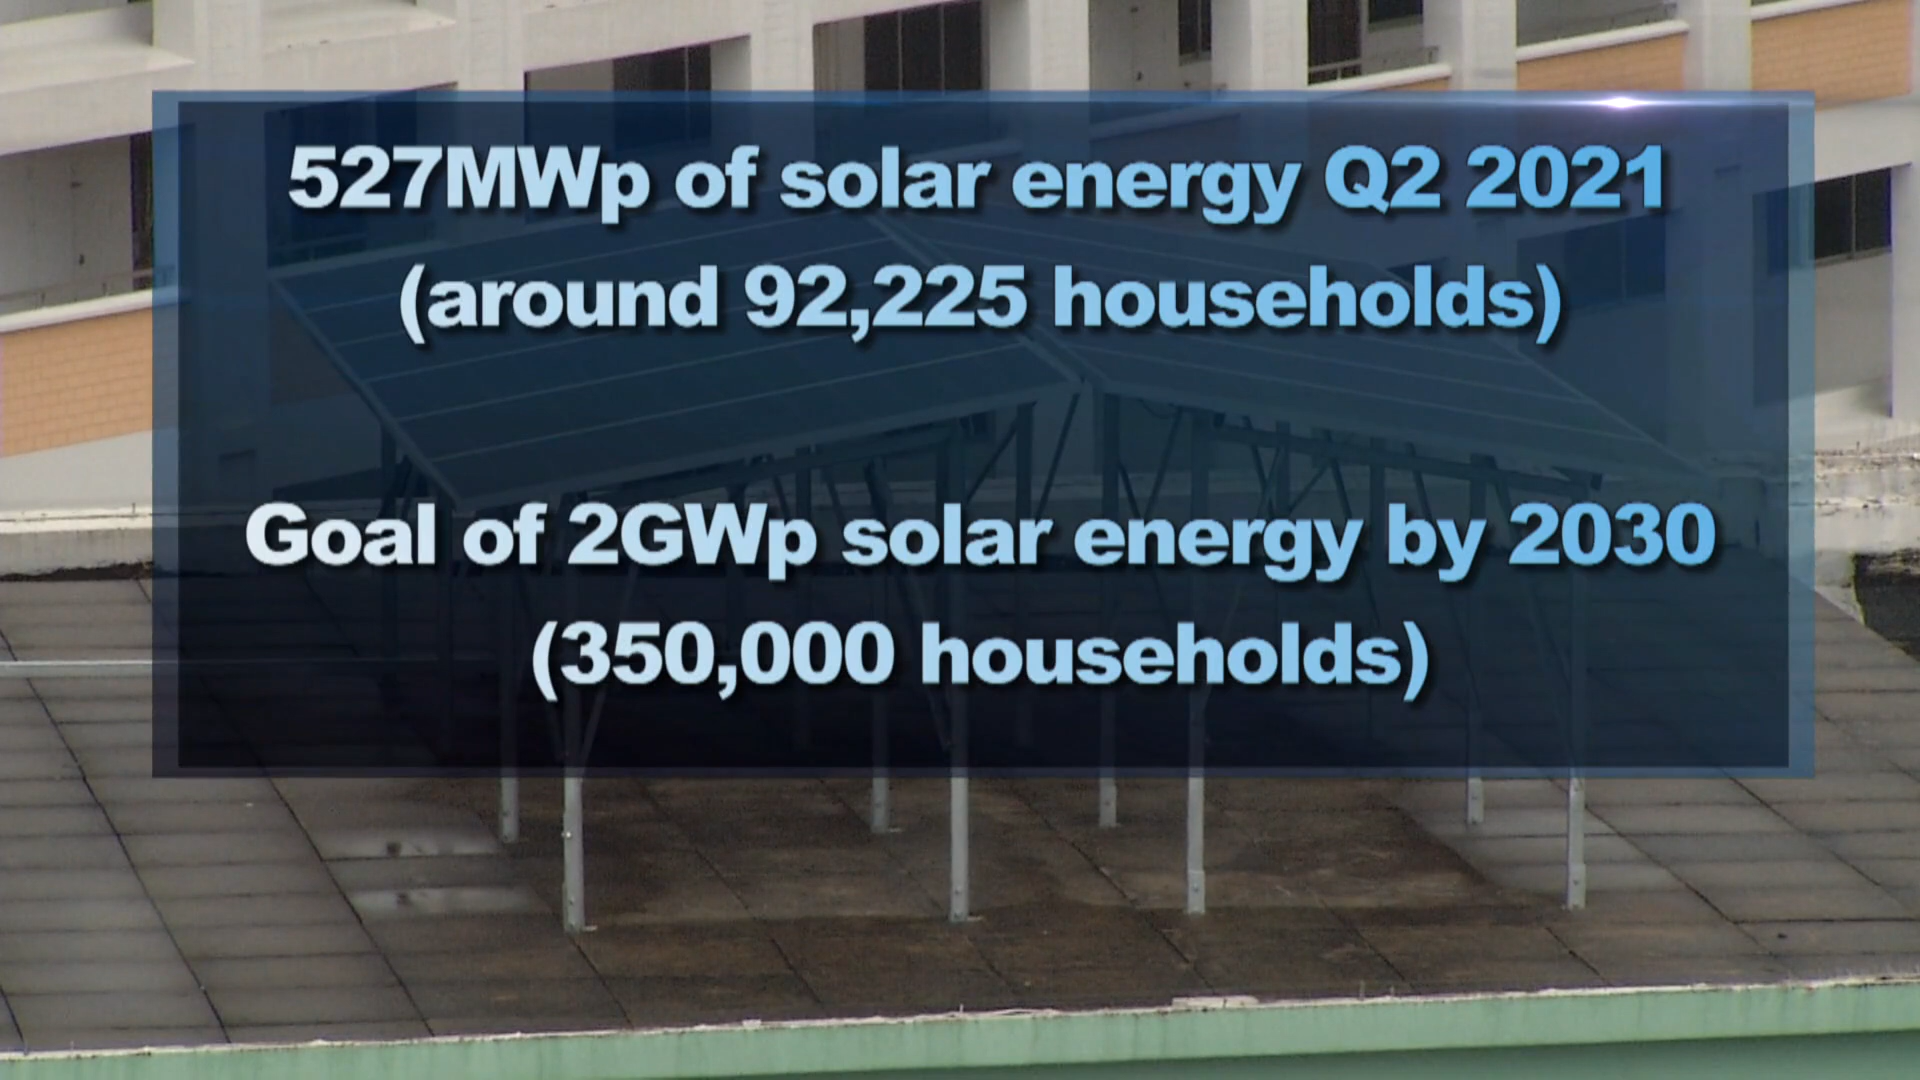 527MWp of solar energy Q2 2021
(around 92,225 households)
Goal of 2GWp solar energy by 2030
(350,000 households)